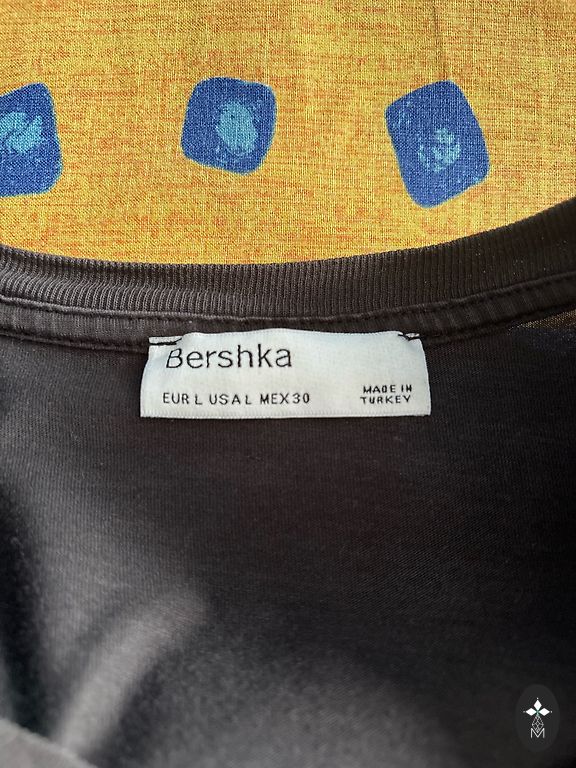 Bershka
EUR L USA L MEX 30
MADE IN
TURKEY